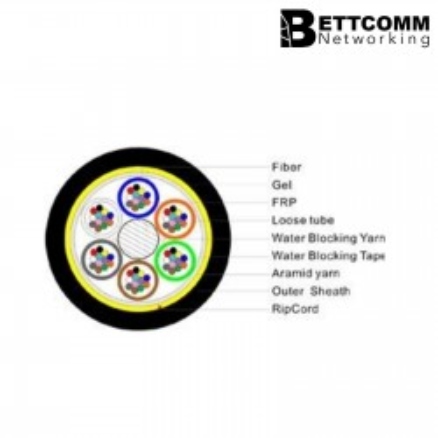 BETTCOMM
Networking
Fiber
Gel
FRP
Loose tube
Water Blocking Yarn
Water Blocking Tape
Aramid yarn
Outer Sheath
RipCord